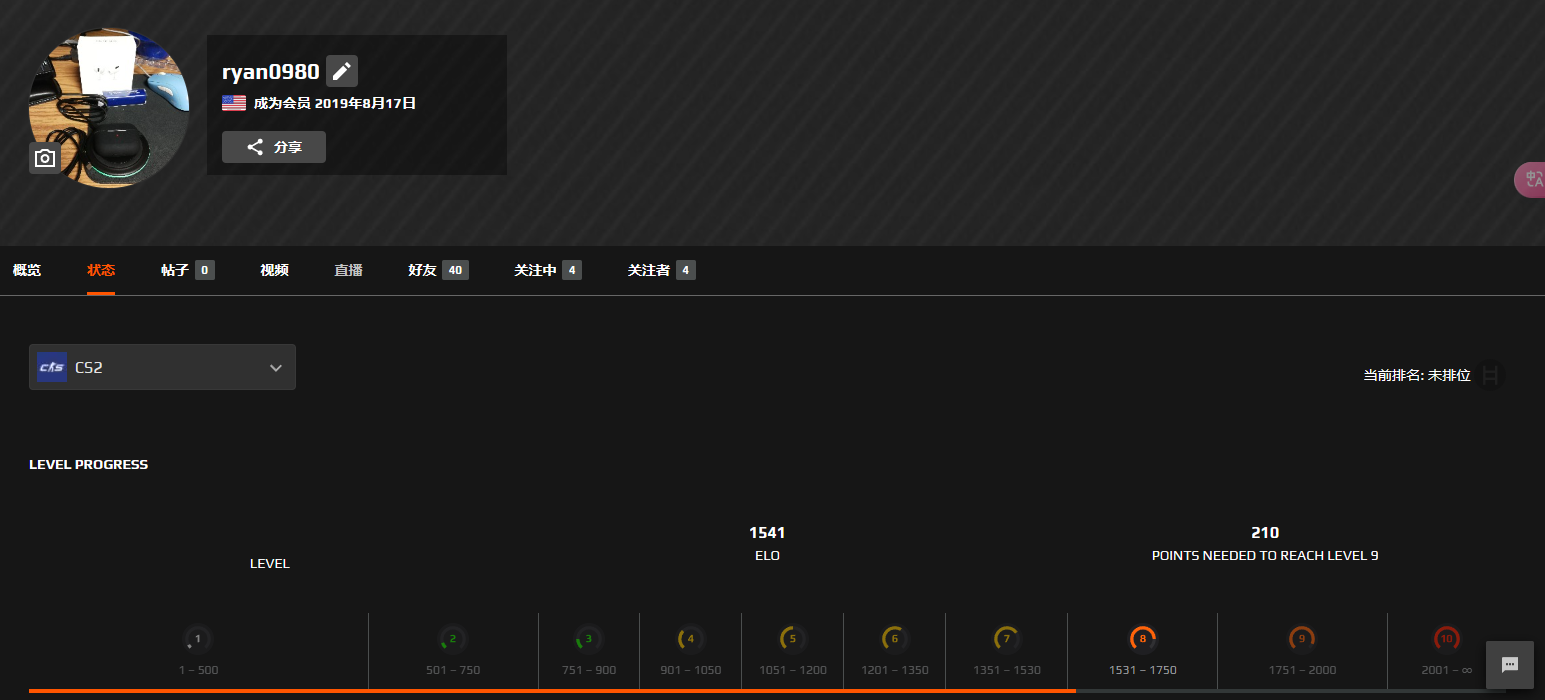 ryan0980
成为会员 2019年8月17日
分享
概览 状态 帖子 0 视频 直播 好友 40 关注中 4 关注者 4
CS2
当前排名: 未排位
LEVEL PROGRESS
1541
ELO
210
POINTS NEEDED TO REACH LEVEL 9
LEVEL
1 2 3 4 5 6 7 8 9 10
1 – 500 501 – 750 751 – 900 901 – 1050 1051 – 1200 1201 – 1350 1351 – 1530 1531 – 1750 1751 – 2000 2001 – ∞